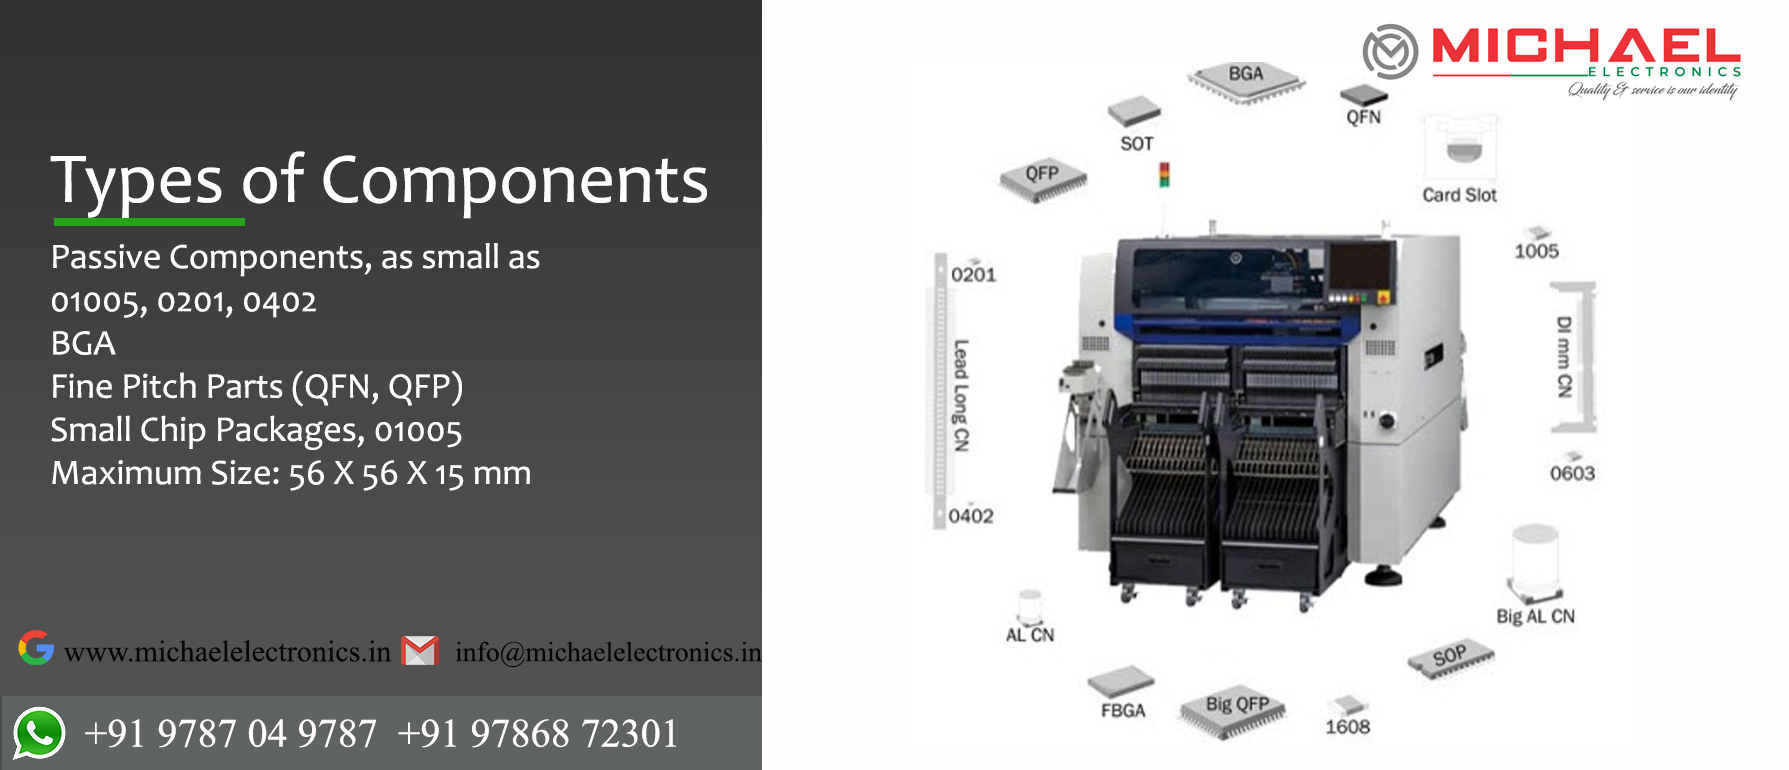 Types of Components
Passive Components, as small as
01005, 0201, 0402
BGA
Fine Pitch Parts (QFN, QFP)
Small Chip Packages, 01005
Maximum Size: 56 X 56 X 15 mm
www.michaelelectronics.in
info@michaelelectronics.in
+91 9787 04 9787 +91 97868 72301
MICHAEL
ELECTRONICS
Quality & service is our identity
BGA
QFN
SOT
QFP
Card Slot
1005
0201
Lead Long CN
DI mm CN
0603
0402
Big AL CN
AL CN
SOP
FBGA
Big QFP
1608